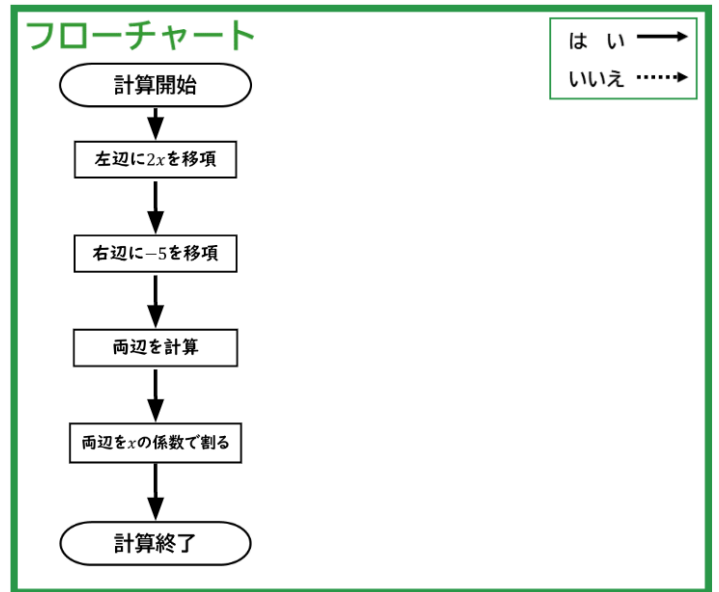 フローチャート
は い
いいえ
計算開始
左辺に2xを移項
右辺に−5を移項
両辺を計算
両辺をxの係数で割る
計算終了